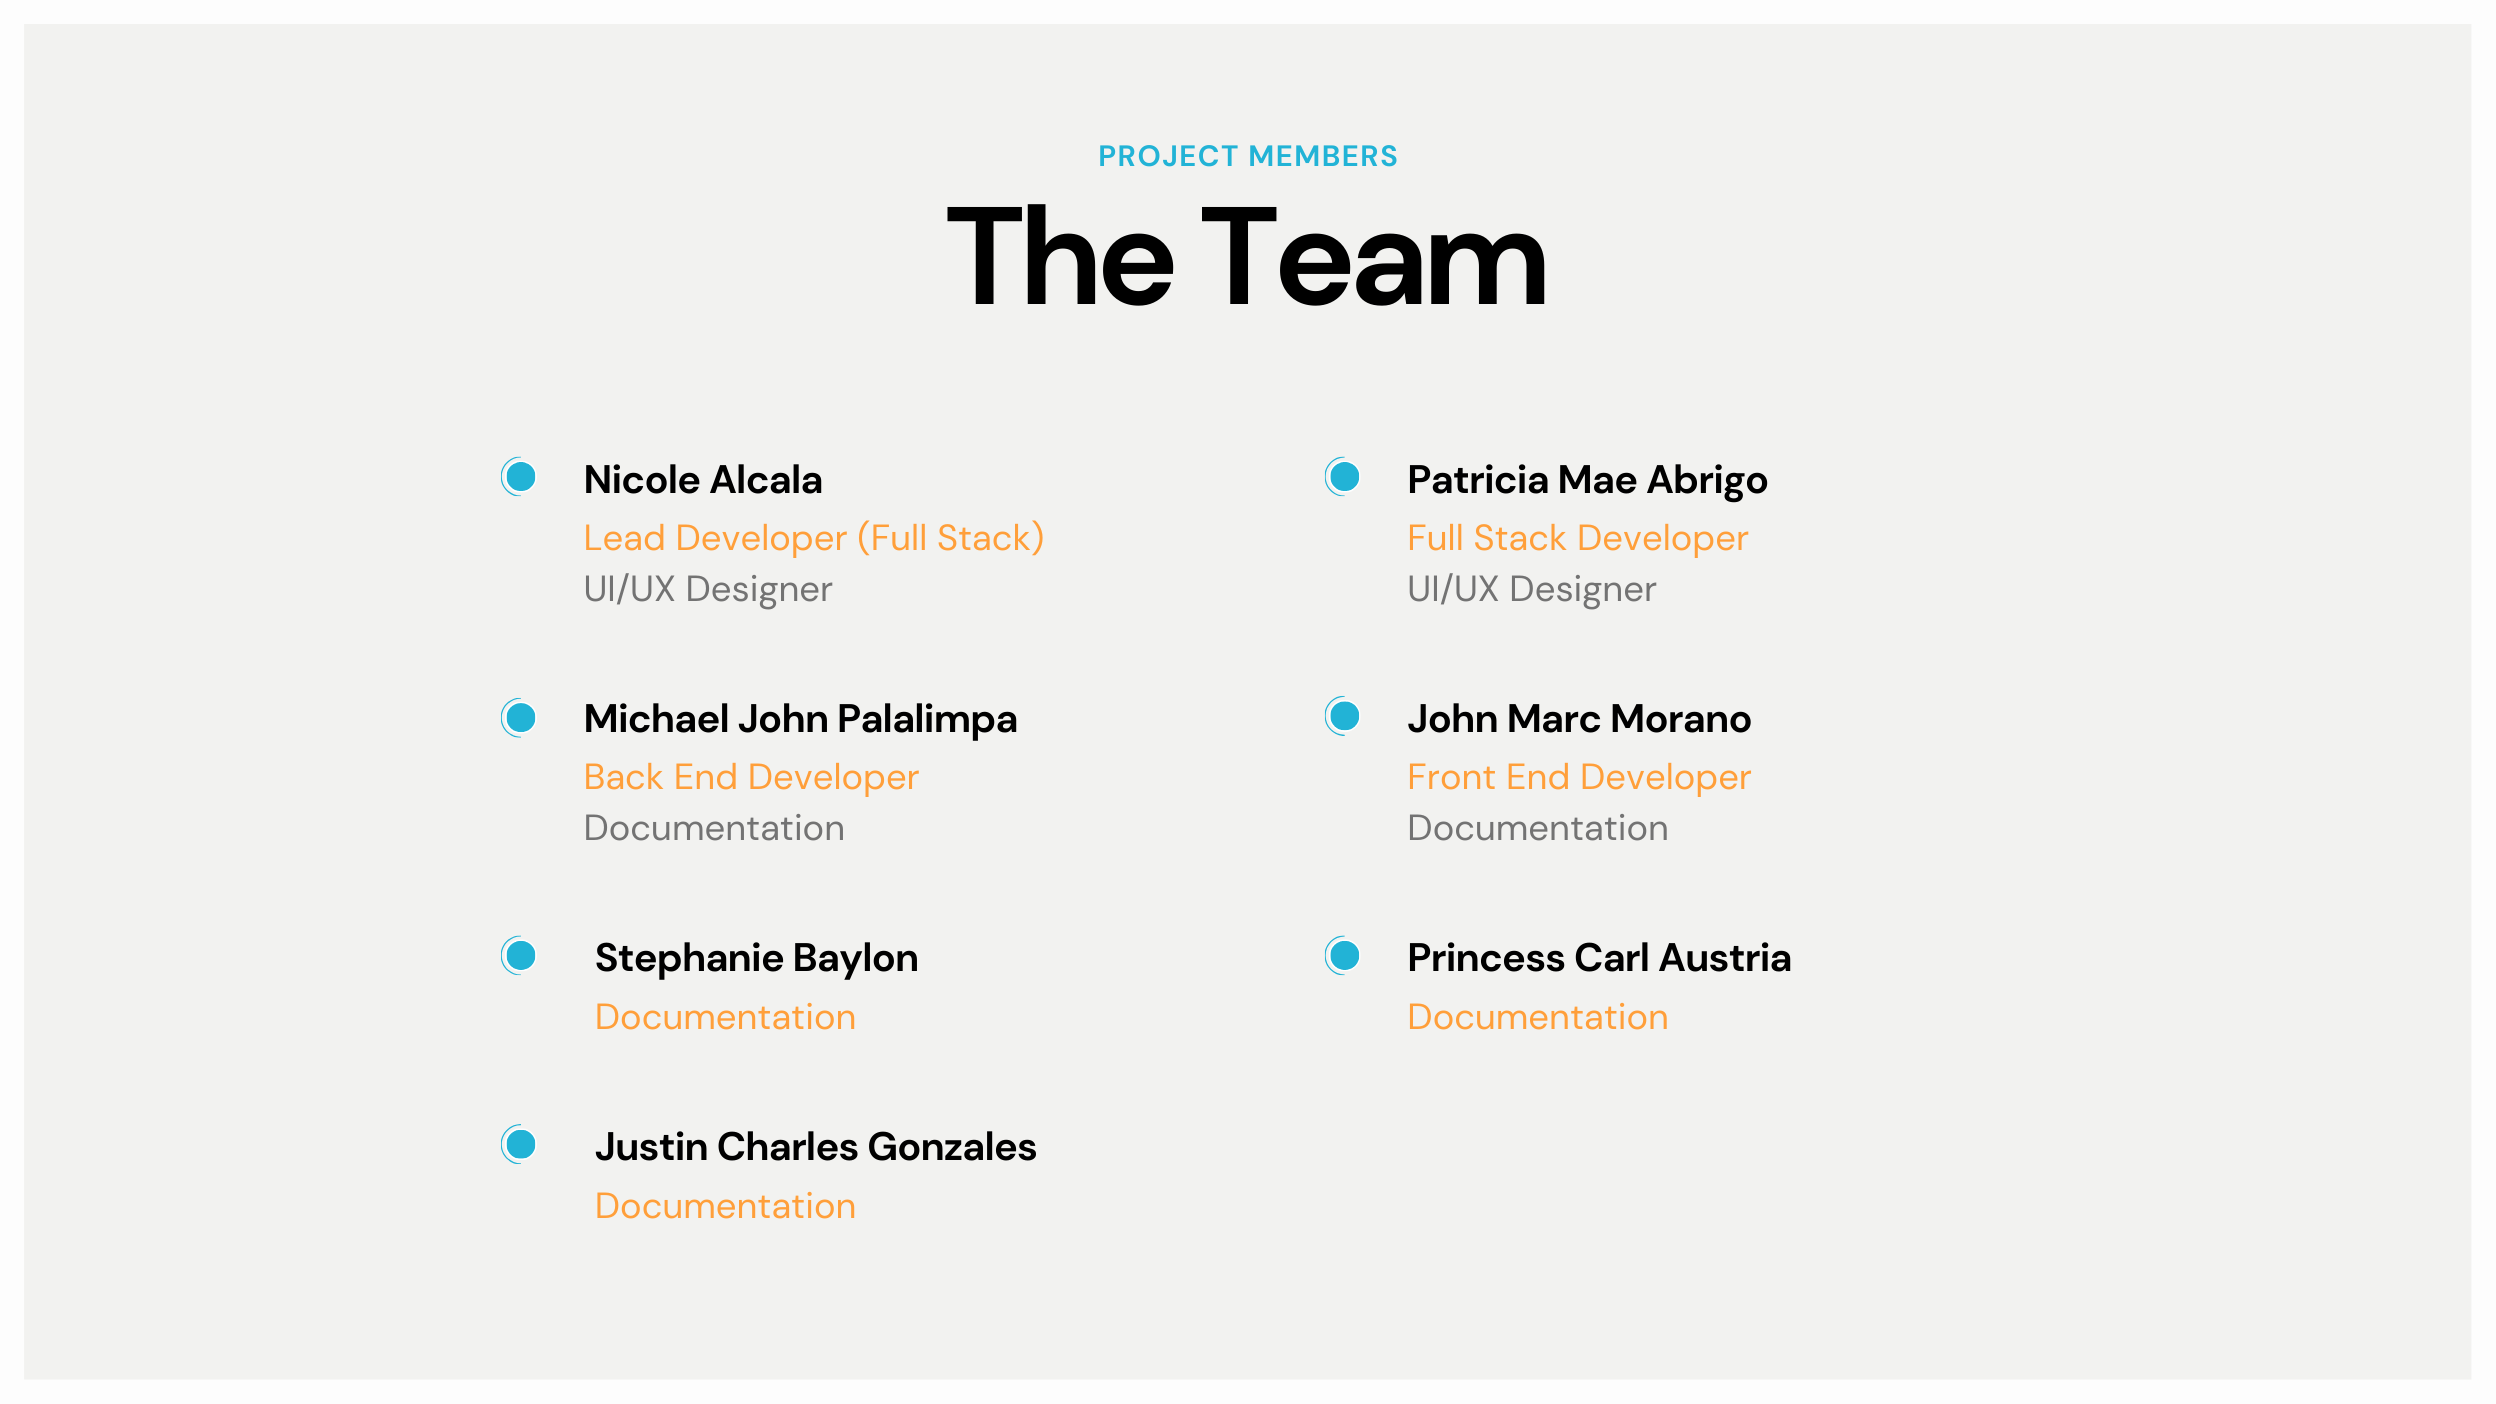 PROJECT MEMBERS
The Team
Nicole Alcala
Lead Developer (Full Stack)
UI/UX Designer
Patricia Mae Abrigo
Full Stack Developer
UI/UX Designer
Michael John Palalimpa
Back End Developer
Documentation
John Marc Morano
Front End Developer
Documentation
Stephanie Baylon
Documentation
Princess Carl Austria
Documentation
Justin Charles Gonzales
Documentation